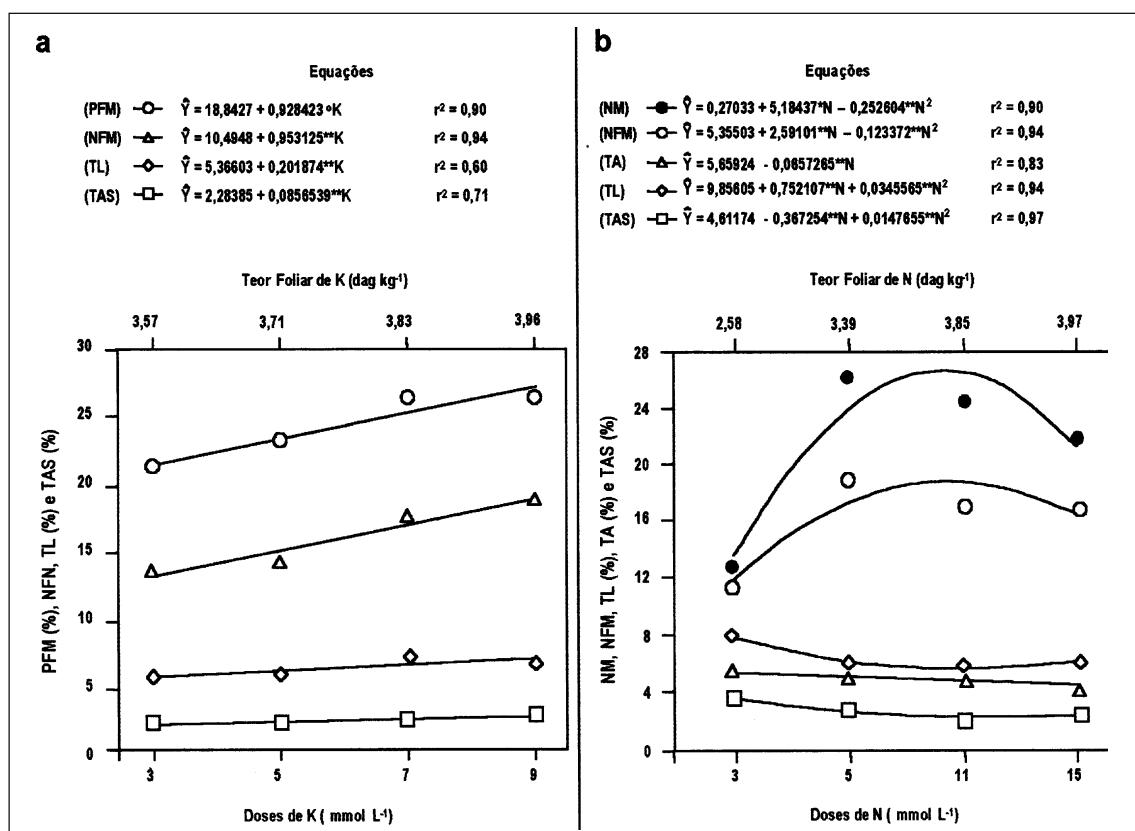 a
Equações
(PFM) Ŷ = 18,8427 + 0,928423 °K r² = 0,90
(NFM) Ŷ = 10,4948 + 0,953125**K r² = 0,94
(TL) Ŷ = 5,36603 + 0,201874**K r² = 0,60
(TAS) Ŷ = 2,28385 + 0,0856539**K r² = 0,71
Teor Foliar de K (dag kg-¹)
3,57 3,71 3,83 3,96
PFM (%), NFN, TL (%) e TAS (%)
30
25
20
15
10
5
0
3 5 7 9
Doses de K ( mmol L-¹)
b
Equações
(NM) Ŷ = 0,27033 + 5,18437*N – 0,252604**N² r² = 0,90
(NFM) Ŷ = 5,35503 + 2,59101**N – 0,123372**N² r² = 0,94
(TA) Ŷ = 5,65924 - 0,0657265**N r² = 0,83
(TL) Ŷ = 9,85605 + 0,752107**N + 0,0345565**N² r² = 0,94
(TAS) Ŷ = 4,61174 - 0,367254**N + 0,0147655**N² r² = 0,97
Teor Foliar de N (dag kg-¹)
2,58 3,39 3,85 3,97
NM, NFM, TL (%), TA (%) e TAS (%)
28
24
20
16
12
8
4
0
3 5 11 15
Doses de N ( mmol L-¹)